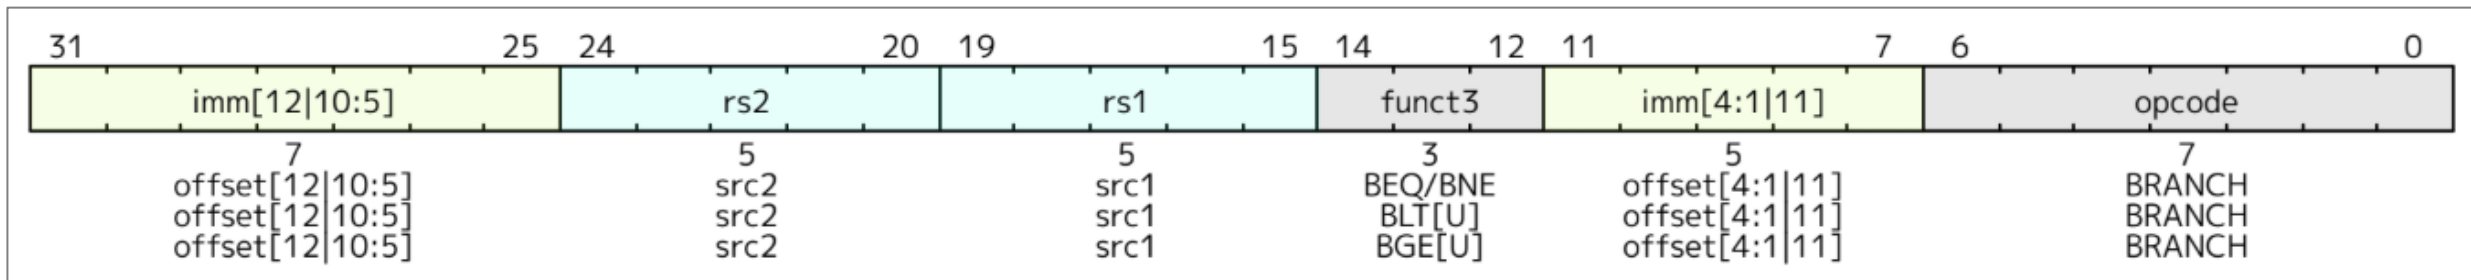 31 25 24 20 19 15 14 12 11 7 6 0
imm[12|10:5] rs2 rs1 funct3 imm[4:1|11] opcode
7 5 5 3 5 7
offset[12|10:5] src2 src1 BEQ/BNE offset[4:1|11] BRANCH
offset[12|10:5] src2 src1 BLT[U] offset[4:1|11] BRANCH
offset[12|10:5] src2 src1 BGE[U] offset[4:1|11] BRANCH